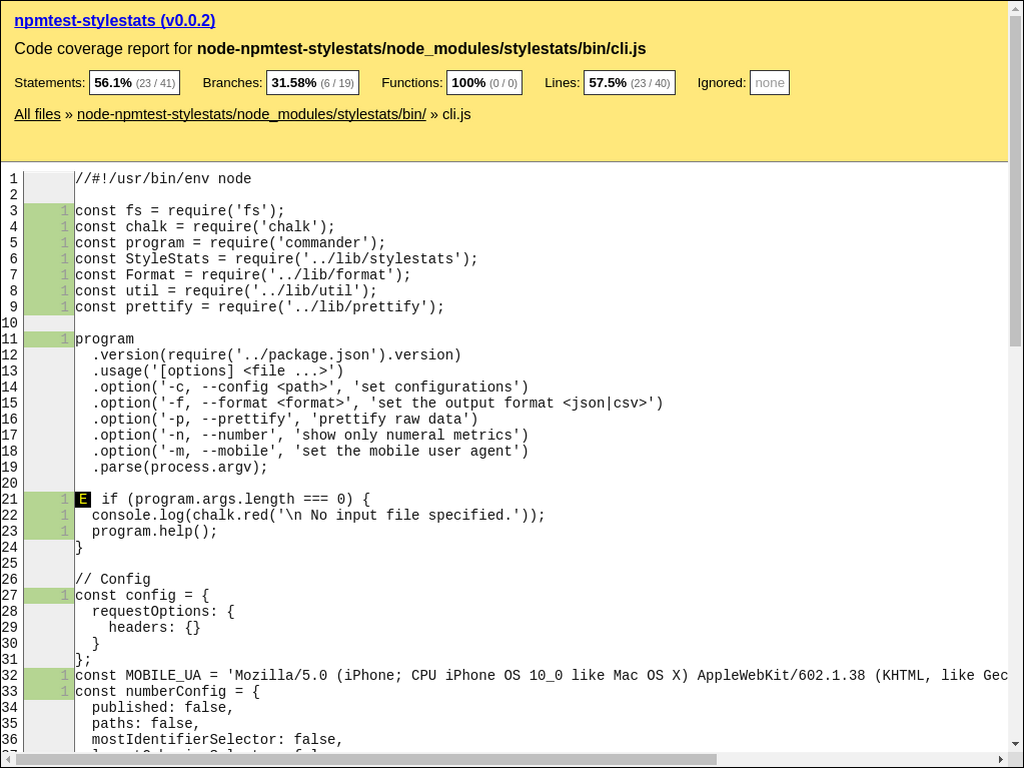 npmtest-stylestats (v0.0.2)
Code coverage report for node-npmtest-stylestats/node_modules/stylestats/bin/cli.js
Statements: 56.1% (23 / 41) Branches: 31.58% (6 / 19) Functions: 100% (0 / 0) Lines: 57.5% (23 / 40) Ignored: none
All files » node-npmtest-stylestats/node_modules/stylestats/bin/ » cli.js
1 //#!/usr/bin/env node
2
3 1 const fs = require('fs');
4 1 const chalk = require('chalk');
5 1 const program = require('commander');
6 1 const StyleStats = require('../lib/stylestats');
7 1 const Format = require('../lib/format');
8 1 const util = require('../lib/util');
9 1 const prettify = require('../lib/prettify');
10
11 1 program
12 .version(require('../package.json').version)
13 .usage('[options] <file ...>')
14 .option('-c, --config <path>', 'set configurations')
15 .option('-f, --format <format>', 'set the output format <json|csv>')
16 .option('-p, --prettify', 'prettify raw data')
17 .option('-n, --number', 'show only numeral metrics')
18 .option('-m, --mobile', 'set the mobile user agent')
19 .parse(process.argv);
20
21 1 E if (program.args.length === 0) {
22 1 console.log(chalk.red('\n No input file specified.'));
23 1 program.help();
24 }
25
26 // Config
27 1 const config = {
28 requestOptions: {
29 headers: {}
30 }
31 };
32 1 const MOBILE_UA = 'Mozilla/5.0 (iPhone; CPU iPhone OS 10_0 like Mac OS X) AppleWebKit/602.1.38 (KHTML, like Gec
33 1 const numberConfig = {
34 published: false,
35 paths: false,
36 mostIdentifierSelector: false,